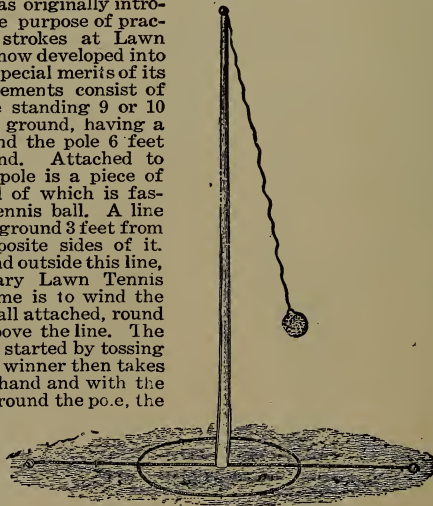 as originally intro-
e purpose of prac-
strokes at Lawn
now developed into
pecial merits of its
ements consist of
e standing 9 or 10
ground, having a
nd the pole 6 feet
nd. Attached to
pole is a piece of
l of which is fas-
ennis ball. A line
ground 3 feet from
posite sides of it.
nd outside this line,
ary Lawn Tennis
me is to wind the
all attached, round
ove the line. The
started by tossing
winner then takes
hand and with the
round the po.e, the